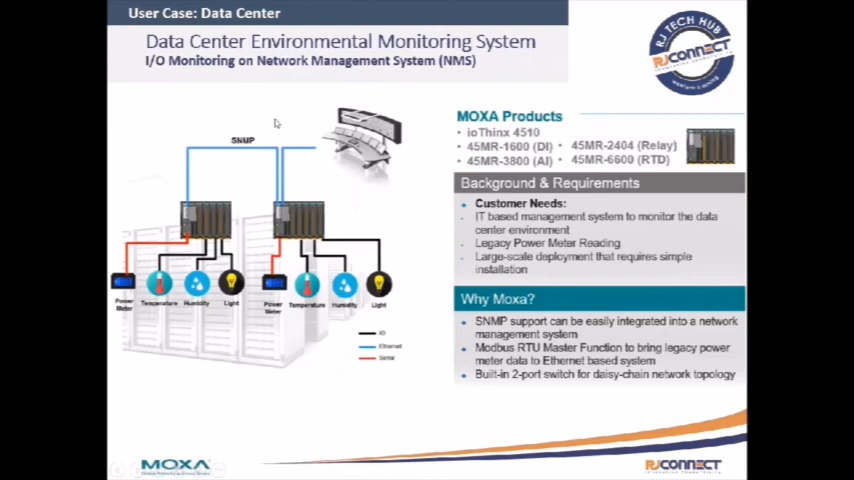 User Case: Data Center
Data Center Environmental Monitoring System
I/O Monitoring on Network Management System (NMS)
RJ TECH HUB
RJCONNECT
SNMP
Power Meter
Temperature
Humidity
Light
Power Meter
Temperature
Humidity
Light
IO
Ethernet
Serial
MOXA Products
• ioThinx 4510
• 45MR-1600 (DI) • 45MR-2404 (Relay)
• 45MR-3800 (AI) • 45MR-6600 (RTD)
Background & Requirements
• Customer Needs:
- IT based management system to monitor the data
center environment
- Legacy Power Meter Reading
- Large-scale deployment that requires simple
installation
Why Moxa?
• SNMP support can be easily integrated into a network
management system
• Modbus RTU Master Function to bring legacy power
meter data to Ethernet based system
• Built-in 2-port switch for daisy-chain network topology
MOXA
RJCONNECT